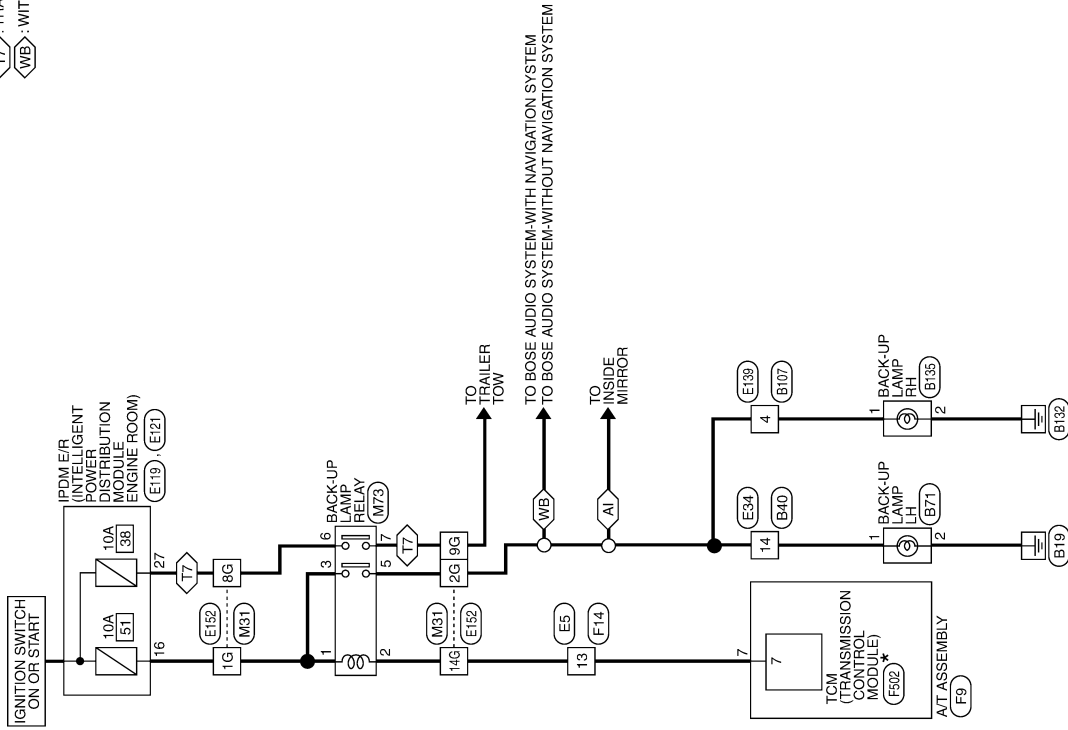 T7 : 
WB : WIT
IGNITION SWITCH
ON OR START
IPDM E/R
(INTELLIGENT
POWER
DISTRIBUTION
MODULE
ENGINE ROOM)
E119 , E121
10A
51
10A
38
16
27
T7
E152
M31
1G
8G
BACK-UP
LAMP
RELAY
M73
1
3
6
2
5
7
T7
M31
E152
14G
2G
9G
TO
TRAILER
TOW
WB
TO BOSE AUDIO SYSTEM-WITH NAVIGATION SYSTEM
TO BOSE AUDIO SYSTEM-WITHOUT NAVIGATION SYSTEM
AI
TO
INSIDE
MIRROR
E5
F14
13
7
7
TCM
(TRANSMISSION
CONTROL
MODULE)
*
F502
A/T ASSEMBLY
F9
E34
B40
14
BACK-UP
LAMP
LH
B71
1
2
B19
E139
B107
4
BACK-UP
LAMP
RH
B135
1
2
B132